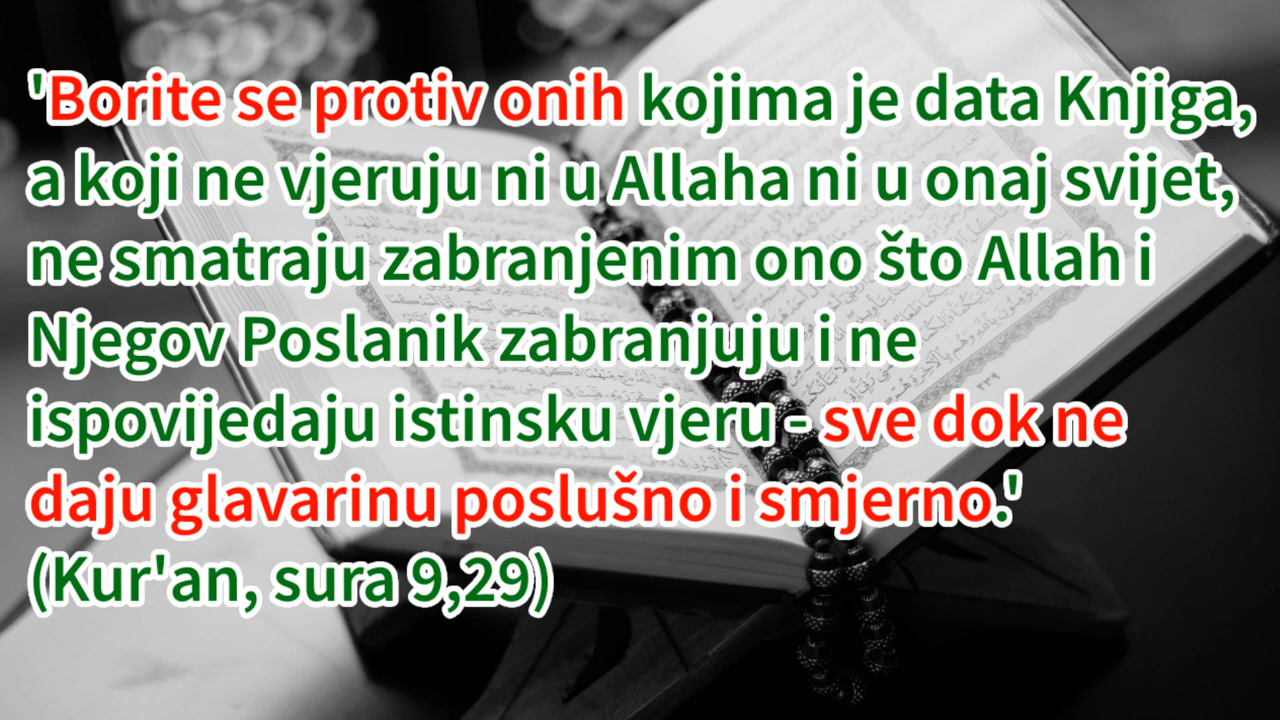 'Borite se protiv onih kojima je data Knjiga,
a koji ne vjeruju ni u Allaha ni u onaj svijet,
ne smatraju zabranjenim ono što Allah i
Njegov Poslanik zabranjuju i ne
ispovijedaju istinsku vjeru - sve dok ne
daju glavarinu poslušno i smjerno.'
(Kur'an, sura 9,29)